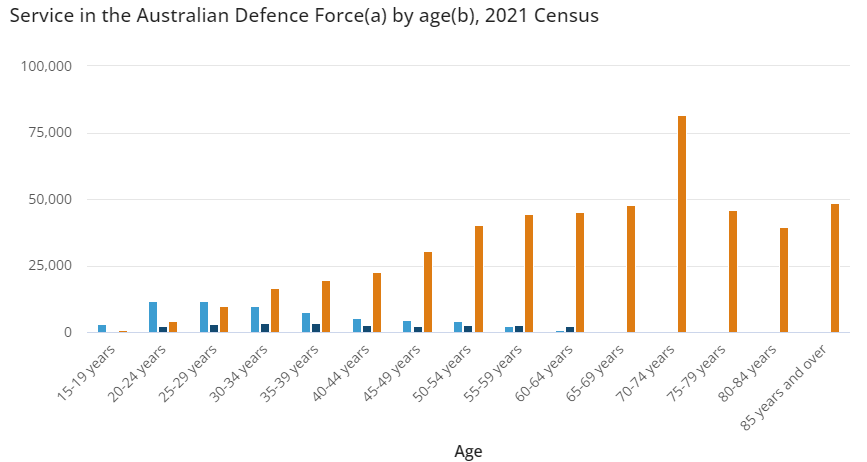 Service in the Australian Defence Force(a) by age(b), 2021 Census
100,000
75,000
50,000
25,000
0
15-19 years
20-24 years
25-29 years
30-34 years
35-39 years
40-44 years
45-49 years
50-54 years
55-59 years
60-64 years
65-69 years
70-74 years
75-79 years
80-84 years
85 years and over
Age